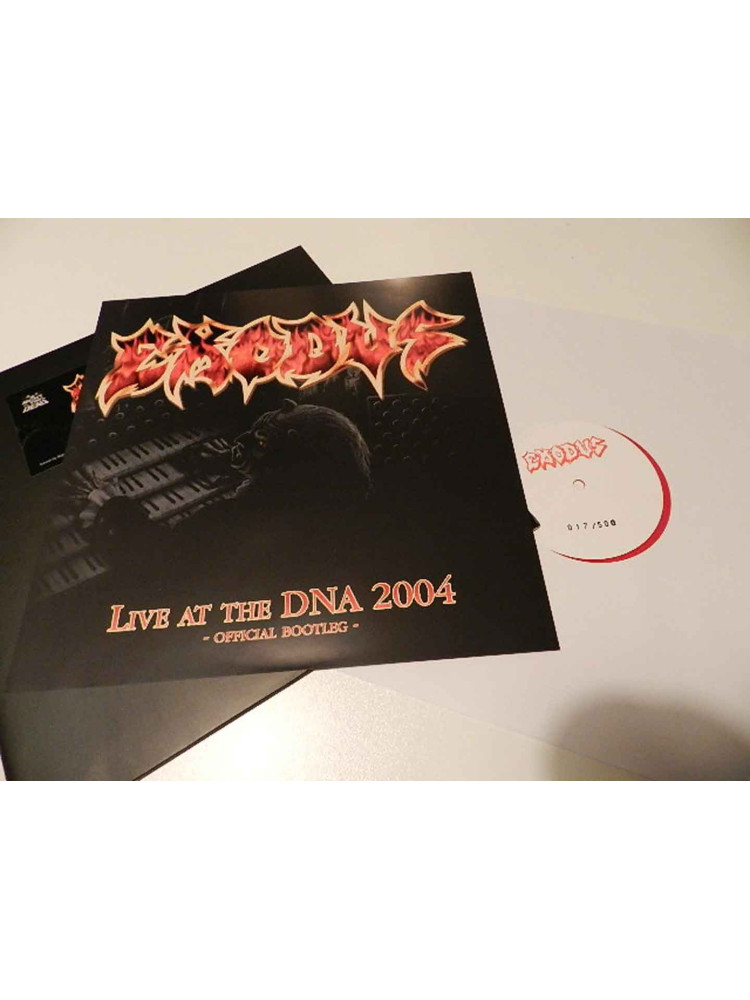 EXODUS
LIVE AT THE DNA 2004
- OFFICIAL BOOTLEG -
EXODUS
017/500